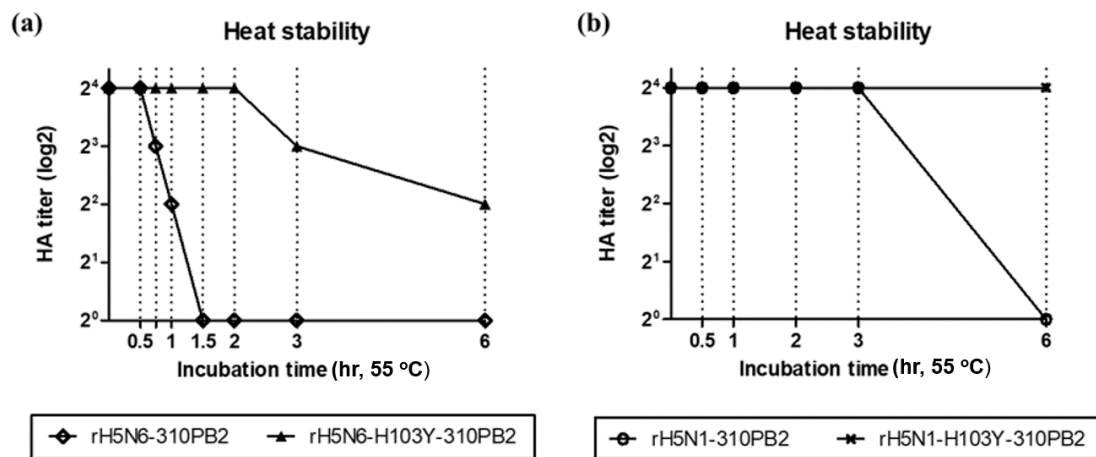 (a)
Heat stability
HA titer (log2)
2⁴
2³
2²
2¹
2⁰
0.5 1 1.5 2 3 6
Incubation time (hr, 55 °C)
rH5N6-310PB2 rH5N6-H103Y-310PB2
(b)
Heat stability
HA titer (log2)
2⁴
2³
2²
2¹
2⁰
0.5 1 2 3 6
Incubation time (hr, 55 °C)
rH5N1-310PB2 rH5N1-H103Y-310PB2